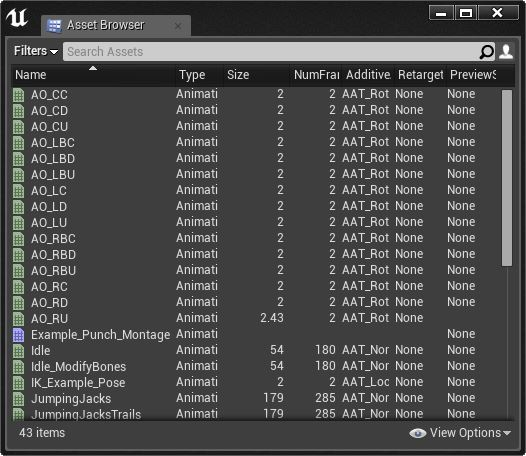 Asset Browser
Filters Search Assets
Name Type Size NumFrar Additive Retarget PreviewS
AO_CC Animati 2 2 AAT_Rot None None
AO_CD Animati 2 2 AAT_Rot None None
AO_CU Animati 2 2 AAT_Rot None None
AO_LBC Animati 2 2 AAT_Rot None None
AO_LBD Animati 2 2 AAT_Rot None None
AO_LBU Animati 2 2 AAT_Rot None None
AO_LC Animati 2 2 AAT_Rot None None
AO_LD Animati 2 2 AAT_Rot None None
AO_LU Animati 2 2 AAT_Rot None None
AO_RBC Animati 2 2 AAT_Rot None None
AO_RBD Animati 2 2 AAT_Rot None None
AO_RBU Animati 2 2 AAT_Rot None None
AO_RC Animati 2 2 AAT_Rot None None
AO_RD Animati 2 2 AAT_Rot None None
AO_RU Animati 2.43 2 AAT_Rot None None
Example_Punch_Montage Animati None
Idle Animati 54 180 AAT_Nor None None
Idle_ModifyBones Animati 54 180 AAT_Nor None None
IK_Example_Pose Animati 2 2 AAT_Loc None None
JumpingJacks Animati 179 285 AAT_Nor None None
JumpingJacksTrails Animati 179 285 AAT_Nor None None
43 items View Options